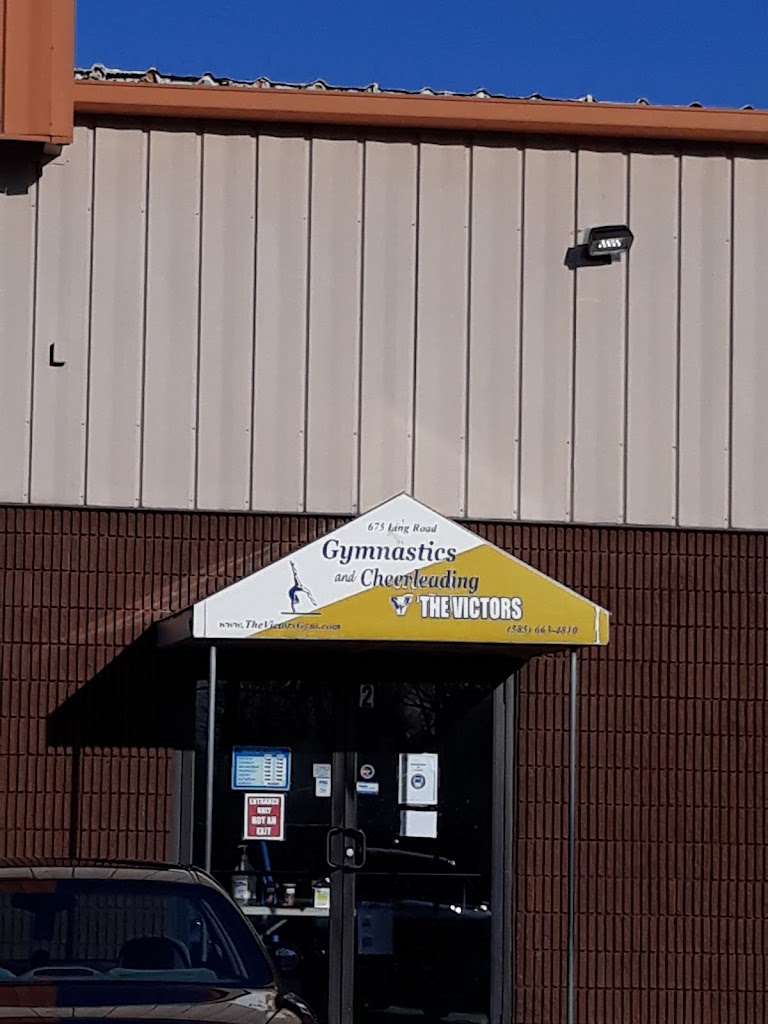 675 Ling Road
Gymnastics
and Cheerleading
THE VICTORS
www.TheVictorsGym.com
(585) 663-4810
2
ENTRANCE
ONLY
NOT AN
EXIT